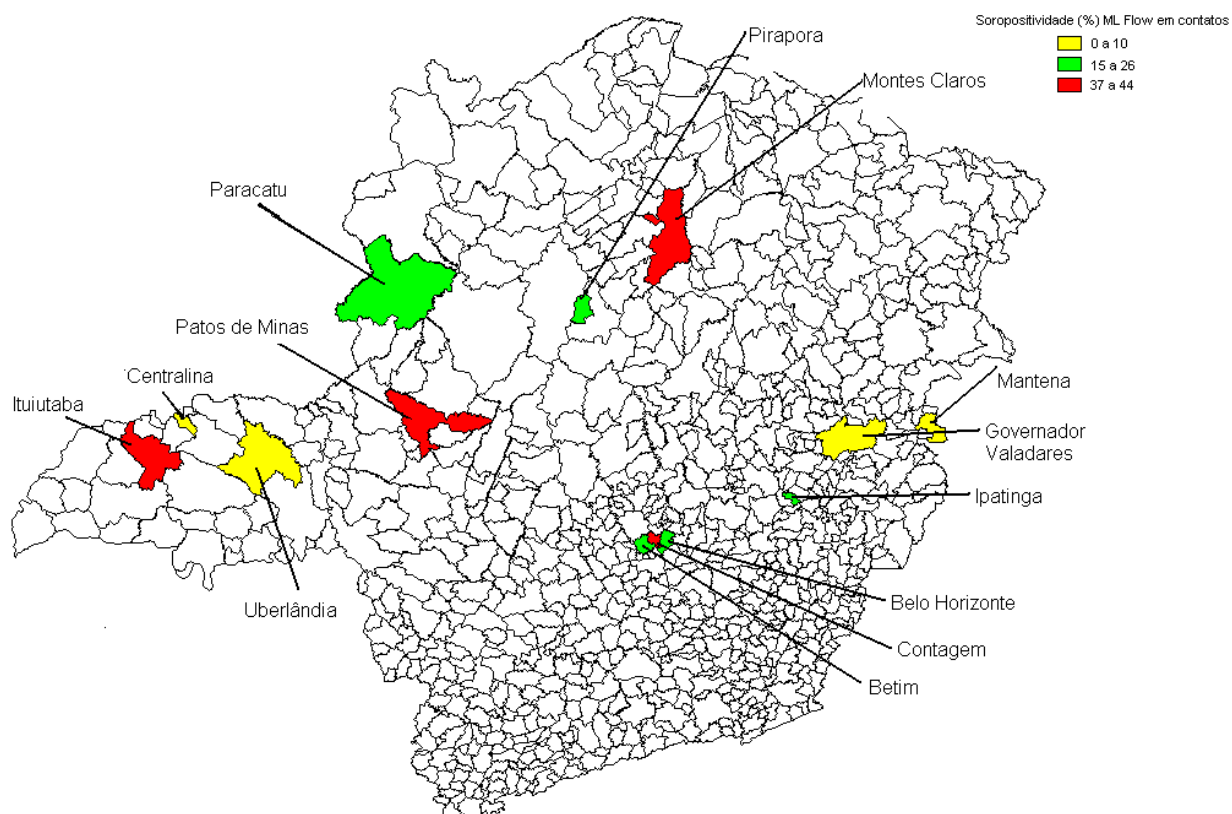 Soropositividade (%) ML Flow em contatos
0 a 10
15 a 26
37 a 44
Pirapora
Montes Claros
Paracatu
Patos de Minas
Centralina
Ituiutaba
Mantena
Governador
Valadares
Ipatinga
Uberlândia
Belo Horizonte
Contagem
Betim